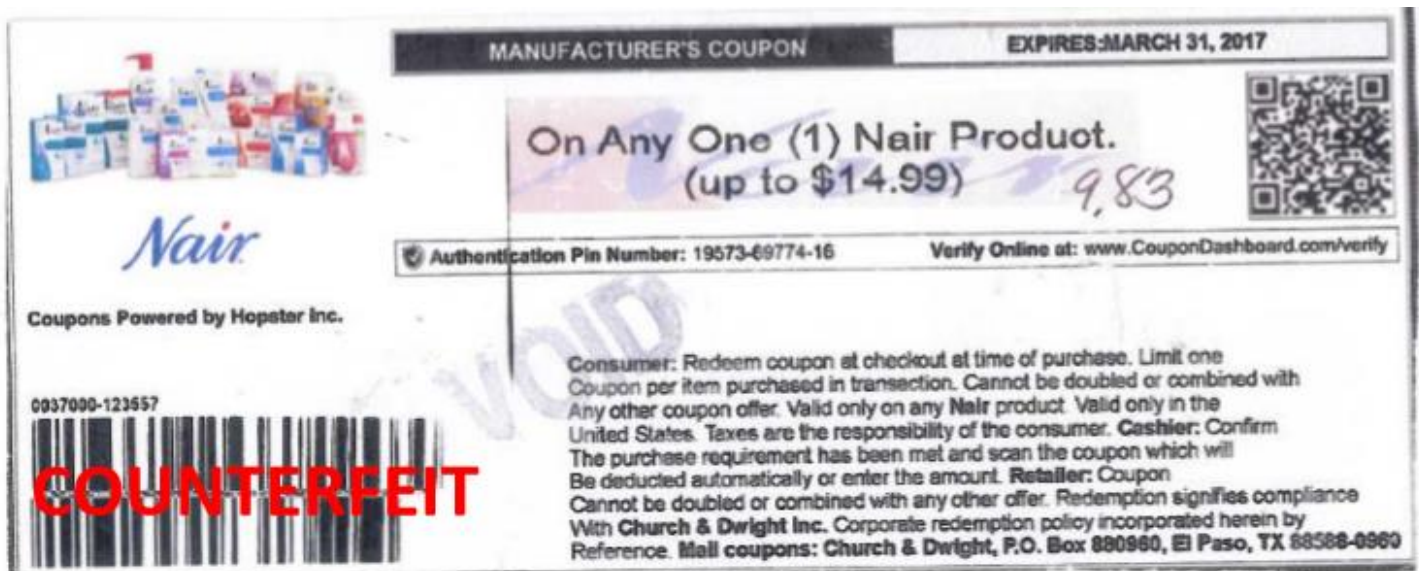 MANUFACTURER'S COUPON
EXPIRES:MARCH 31, 2017
On Any One (1) Nair Product.
(up to $14.99)
9,83
Nair
Authentication Pin Number: 19573-69774-16
Verify Online at: www.CouponDashboard.com/verify
Coupons Powered by Hopster Inc.
VOID
Consumer: Redeem coupon at checkout at time of purchase. Limit one
Coupon per item purchased in transection. Cannot be doubled or combined with
Any other coupon offer. Valid only on any Nair product Valid only in the
United States. Taxes are the responsibility of the consumer. Cashier: Confirm
The purchase requirement has been met and scan the coupon which will
Be deducted automatically or enter the amount. Retailer: Coupon
Cannot be doubled or combined with any other offer. Redemption signifies compliance
With Church & Dwight Inc. Corporate redemption policy incorporated herein by
Reference. Mail coupons: Church & Dwight, P.O. Box 880960, El Paso, TX 88588-0960
0037000-123557
COUNTERFEIT